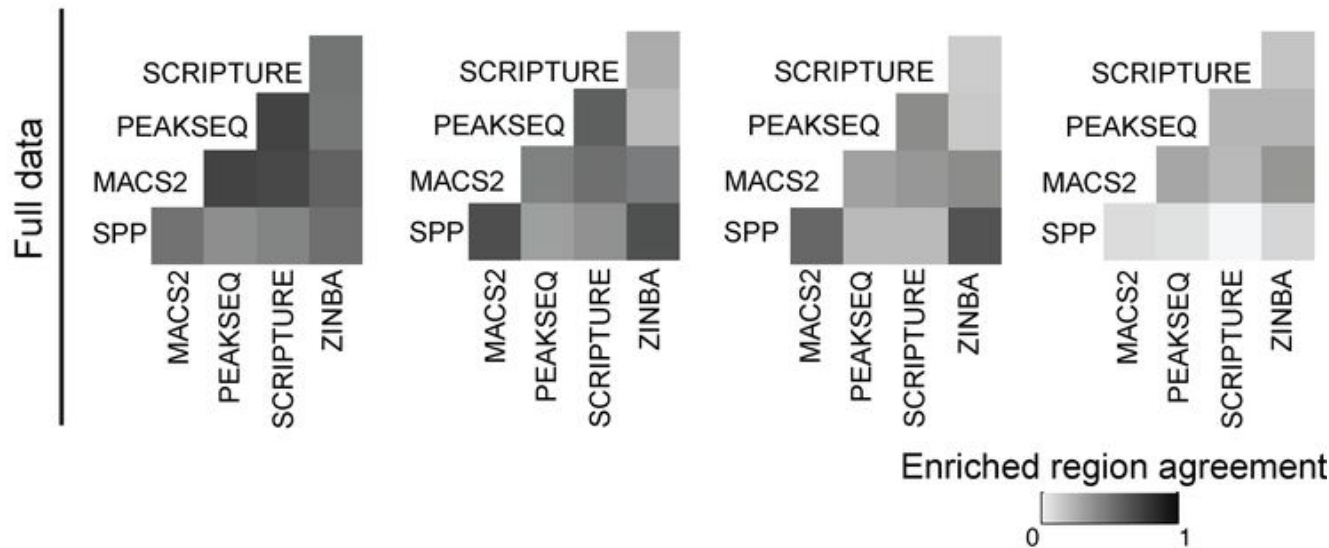 Full data
SCRIPTURE
PEAKSEQ
MACS2
SPP
MACS2
PEAKSEQ
SCRIPTURE
ZINBA
SCRIPTURE
PEAKSEQ
MACS2
SPP
MACS2
PEAKSEQ
SCRIPTURE
ZINBA
SCRIPTURE
PEAKSEQ
MACS2
SPP
MACS2
PEAKSEQ
SCRIPTURE
ZINBA
SCRIPTURE
PEAKSEQ
MACS2
SPP
MACS2
PEAKSEQ
SCRIPTURE
ZINBA
Enriched region agreement
0 1